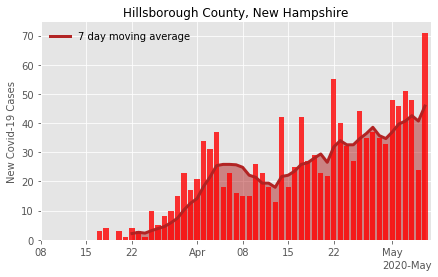 Hillsborough County, New Hampshire
7 day moving average
New Covid-19 Cases
70
60
50
40
30
20
10
0
08 15 22 Apr 08 15 22 May
2020-May